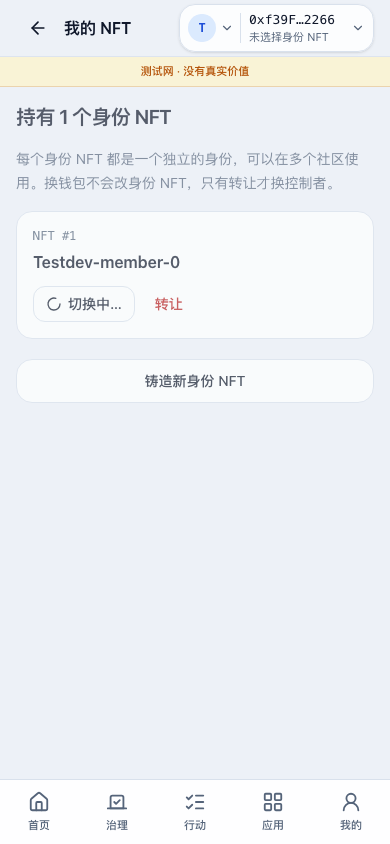 我的 NFT
T
0xf39F…2266
未选择身份 NFT
测试网 · 没有真实价值
持有 1 个身份 NFT
每个身份 NFT 都是一个独立的身份，可以在多个社区使
用。换钱包不会改身份 NFT，只有转让才换控制者。
NFT #1
Testdev-member-0
切换中...
转让
铸造新身份 NFT
首页
治理
行动
应用
我的